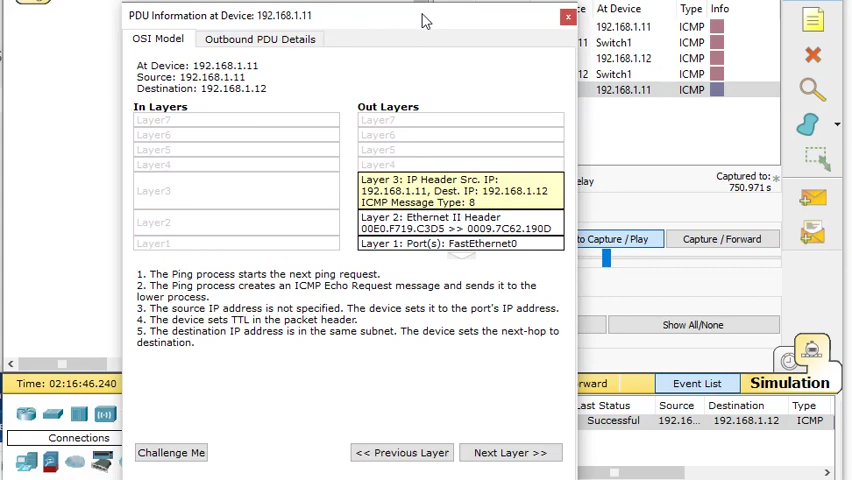 PDU Information at Device: 192.168.1.11
x
OSI Model
Outbound PDU Details
At Device: 192.168.1.11
Source: 192.168.1.11
Destination: 192.168.1.12
In Layers
Out Layers
Layer7
Layer6
Layer5
Layer4
Layer3
Layer2
Layer1
Layer7
Layer6
Layer5
Layer4
Layer 3: IP Header Src. IP:
192.168.1.11, Dest. IP: 192.168.1.12
ICMP Message Type: 8
Layer 2: Ethernet II Header
00E0.F719.C3D5 >> 0009.7C62.190D
Layer 1: Port(s): FastEthernet0
1. The Ping process starts the next ping request.
2. The Ping process creates an ICMP Echo Request message and sends it to the
lower process.
3. The source IP address is not specified. The device sets it to the port's IP address.
4. The device sets TTL in the packet header.
5. The destination IP address is in the same subnet. The device sets the next-hop to
destination.
Challenge Me
<< Previous Layer
Next Layer >>
At Device Type Info
192.168.1.11 ICMP
11 Switch1 ICMP
192.168.1.12 ICMP
12 Switch1 ICMP
192.168.1.11 ICMP
elay
Captured to:
750.971 s
to Capture / Play
Capture / Forward
Show All/None
Time: 02:16:46.240
orward
Event List
Simulation
Connections
Last Status Source Destination Type
Successful 192.16... 192.168.1.12 ICMP